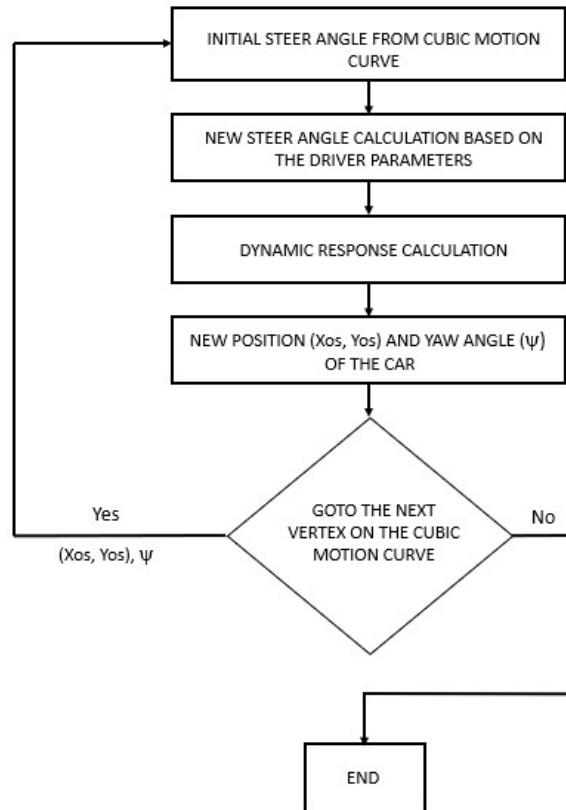 INITIAL STEER ANGLE FROM CUBIC MOTION
CURVE
NEW STEER ANGLE CALCULATION BASED ON
THE DRIVER PARAMETERS
DYNAMIC RESPONSE CALCULATION
NEW POSITION (Xos, Yos) AND YAW ANGLE (ψ)
OF THE CAR
GOTO THE NEXT
VERTEX ON THE CUBIC
MOTION CURVE
Yes
(Xos, Yos), ψ
No
END